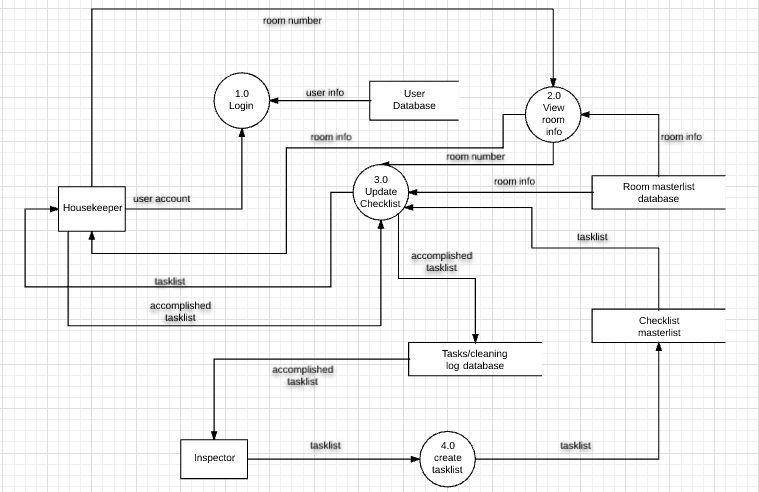 room number
1.0
Login
user info
User
Database
2.0
View
room
info
room info
room info
room number
3.0
Update
Checklist
room info
Room masterlist
database
Housekeeper
user account
tasklist
accomplished
tasklist
tasklist
accomplished
tasklist
Checklist
masterlist
Tasks/cleaning
log database
accomplished
tasklist
Inspector
tasklist
4.0
create
tasklist
tasklist